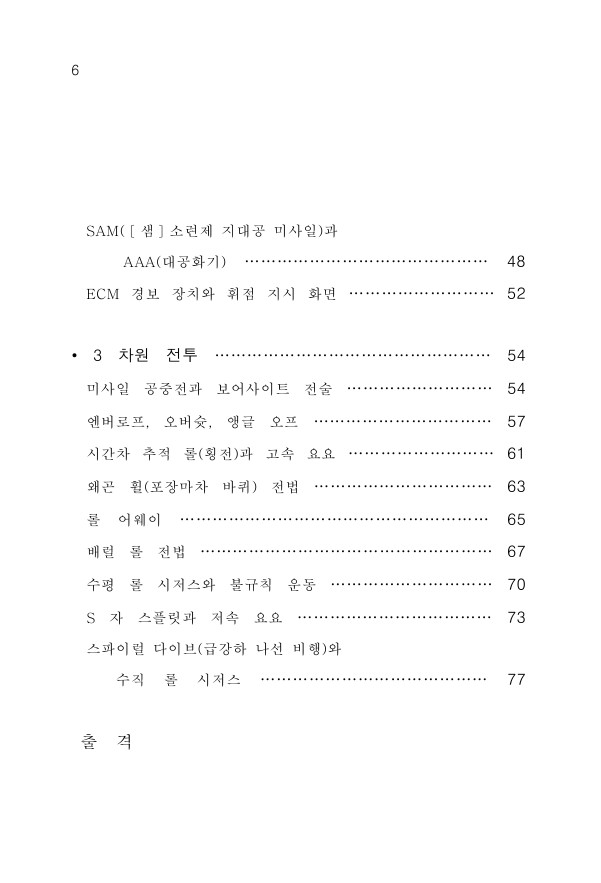 6
SAM([샘]소련제 지대공 미사일)과
AAA(대공화기) ……………………………………… 48
ECM 경보 장치와 휘점 지시 화면 ……………………… 52
• 3 차원 전투 …………………………………………… 54
미사일 공중전과 보어사이트 전술 ……………………… 54
엔버로프, 오버슛, 앵글 오프 …………………………… 57
시간차 추적 롤(횡전)과 고속 요요 ……………………… 61
왜곤 휠(포장마차 바퀴) 전법 …………………………… 63
롤 어웨이 ………………………………………………… 65
배럴 롤 전법 ……………………………………………… 67
수평 롤 시저스와 불규칙 운동 ………………………… 70
S 자 스플릿과 저속 요요 ……………………………… 73
스파이럴 다이브(급강하 나선 비행)와
수직 롤 시저스 …………………………………… 77
출 격